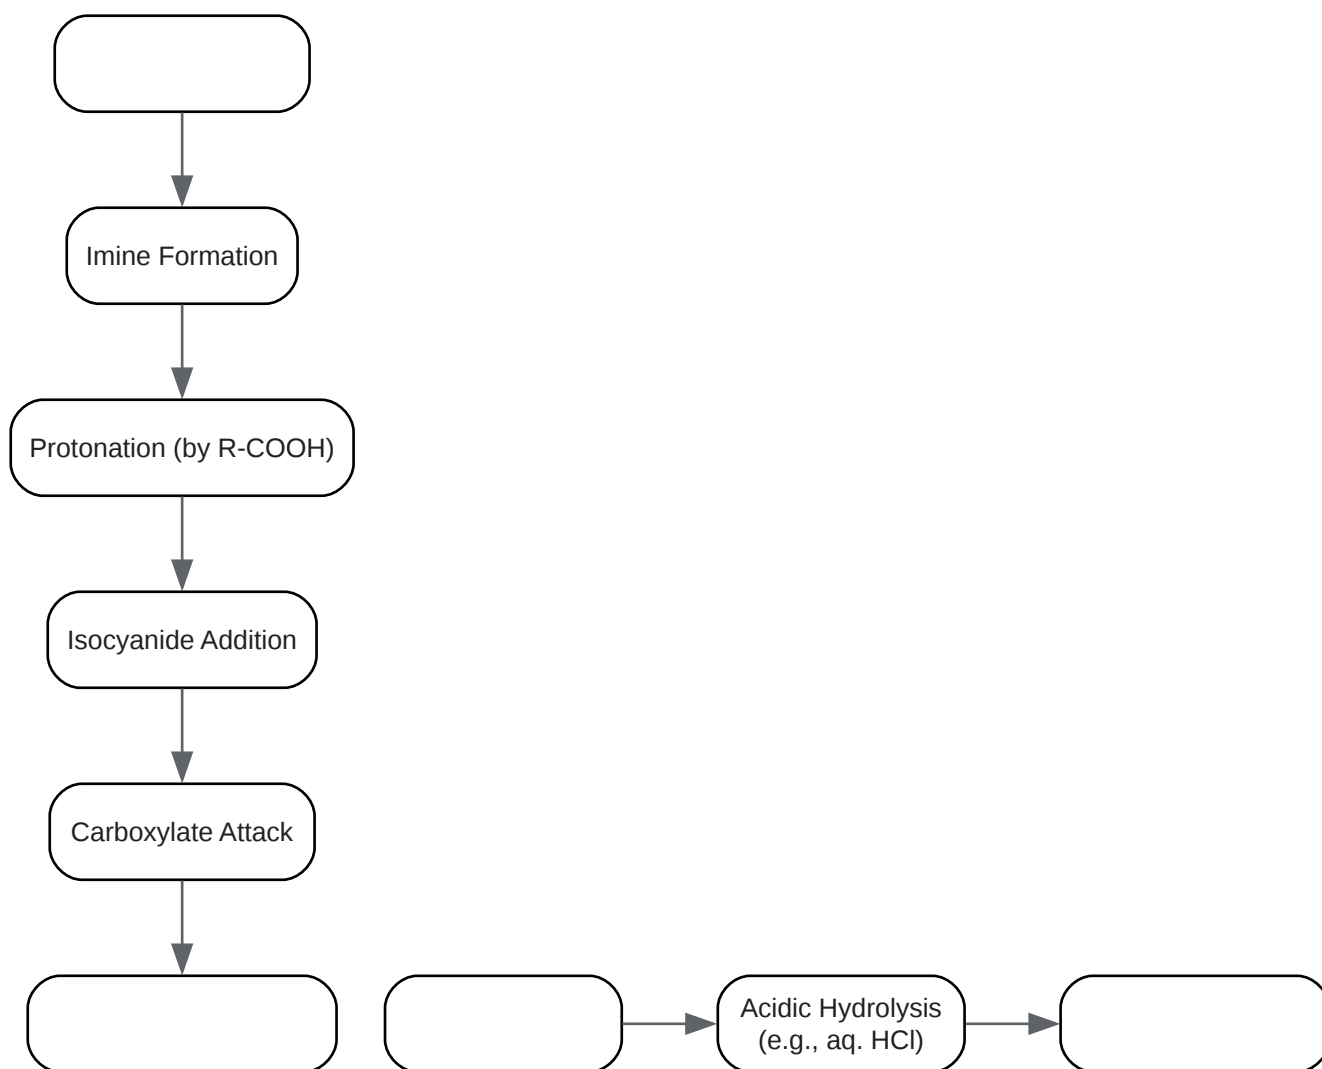 Imine Formation
Protonation (by R-COOH)
Isocyanide Addition
Carboxylate Attack
Acidic Hydrolysis
(e.g., aq. HCl)